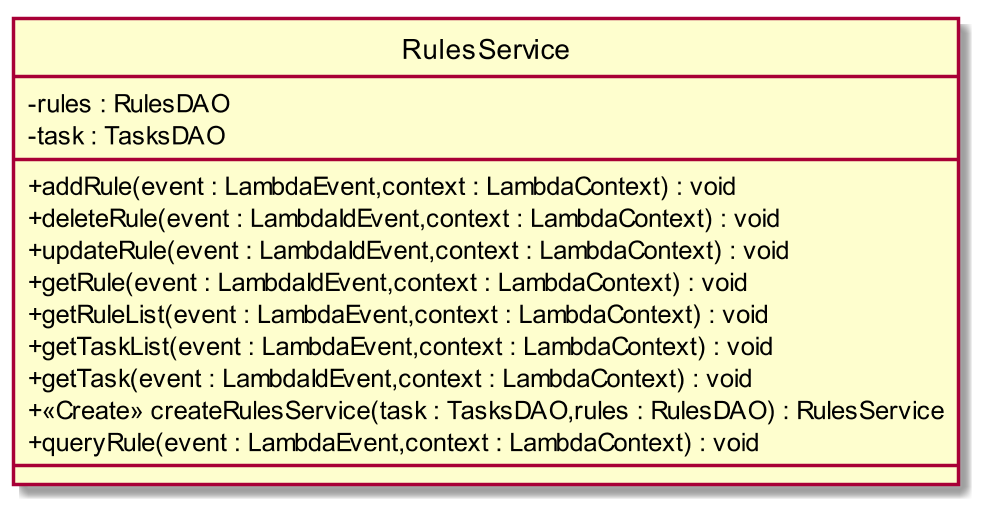 RulesService
-rules : RulesDAO
-task : TasksDAO
+addRule(event : LambdaEvent,context : LambdaContext) : void
+deleteRule(event : LambdaIdEvent,context : LambdaContext) : void
+updateRule(event : LambdaIdEvent,context : LambdaContext) : void
+getRule(event : LambdaIdEvent,context : LambdaContext) : void
+getRuleList(event : LambdaEvent,context : LambdaContext) : void
+getTaskList(event : LambdaEvent,context : LambdaContext) : void
+getTask(event : LambdaIdEvent,context : LambdaContext) : void
+«Create» createRulesService(task : TasksDAO,rules : RulesDAO) : RulesService
+queryRule(event : LambdaEvent,context : LambdaContext) : void